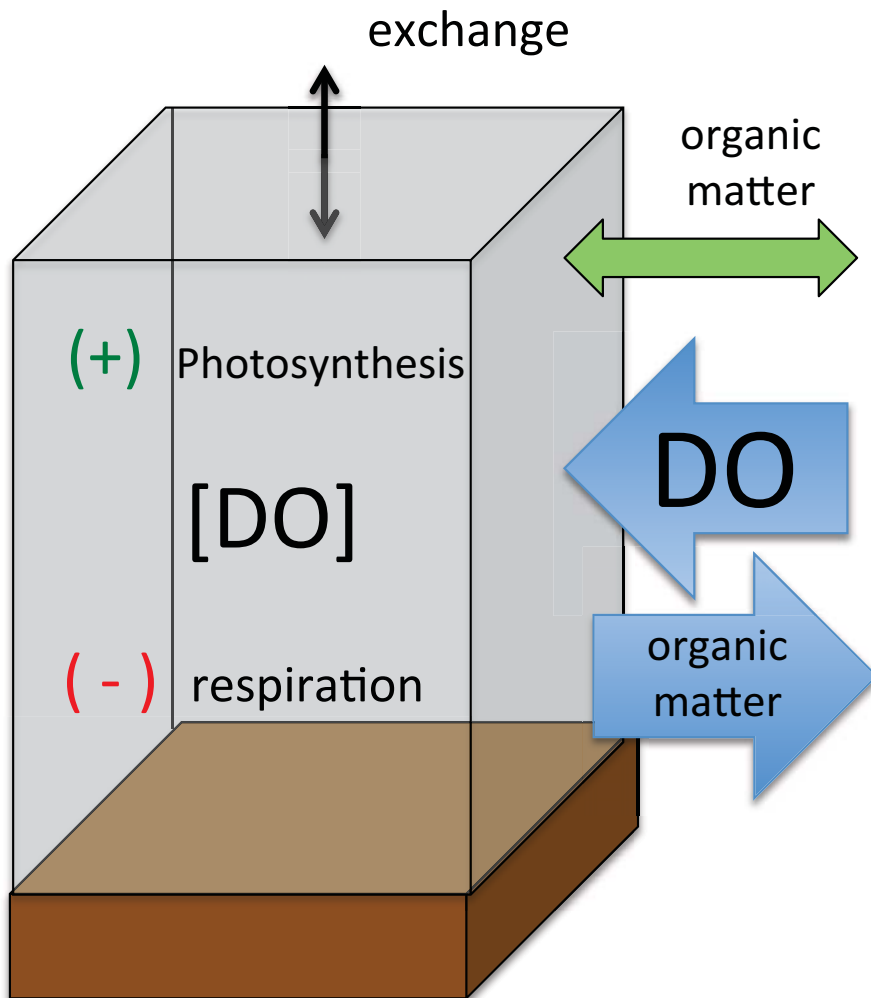 exchange
organic
matter
(+) Photosynthesis
DO
[DO]
organic
matter
( - ) respiration